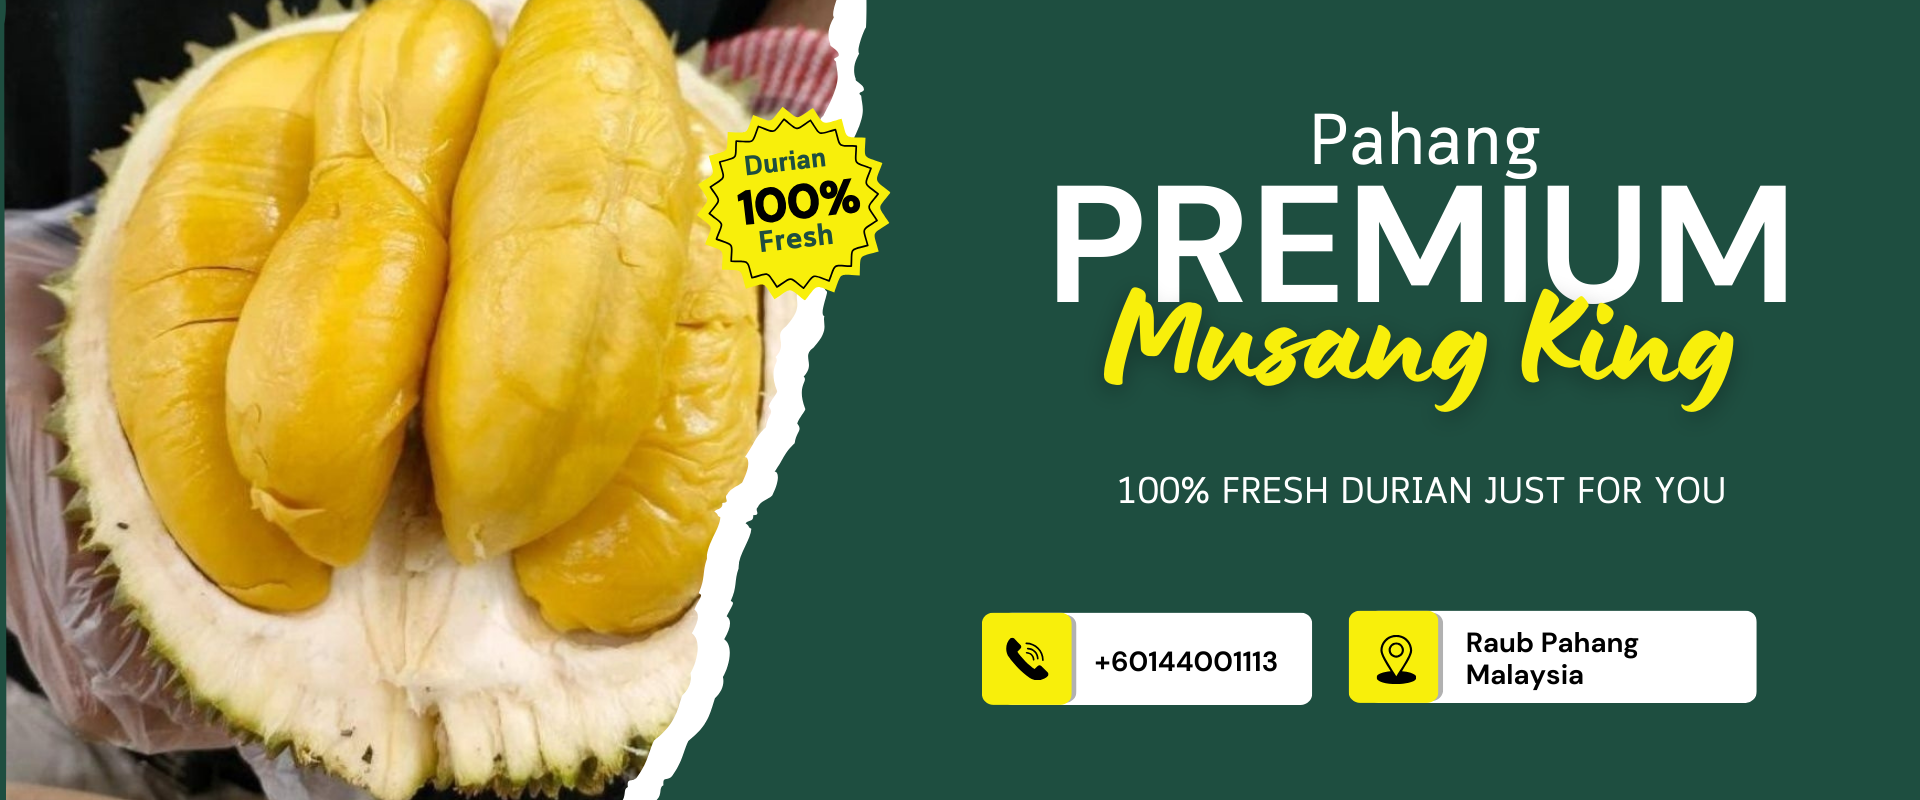 Durian
100%
Fresh
Pahang
PREMIUM
Musang King
100% FRESH DURIAN JUST FOR YOU
+60144001113
Raub Pahang
Malaysia